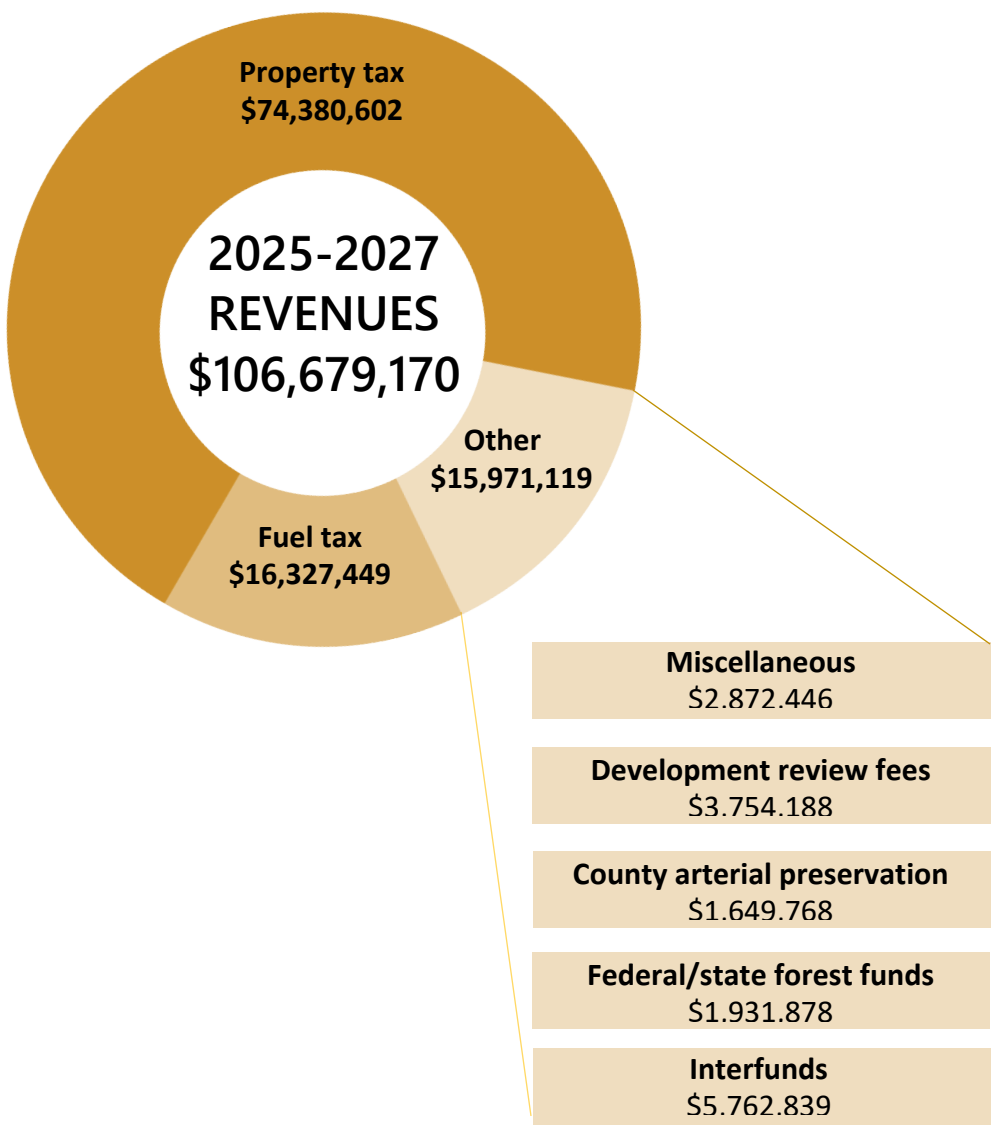 Property tax
$74,380,602
2025-2027
REVENUES
$106,679,170
Other
$15,971,119
Fuel tax
$16,327,449
Miscellaneous
$2,872,446
Development review fees
$3,754,188
County arterial preservation
$1,649,768
Federal/state forest funds
$1,931,878
Interfunds
$5,762,839